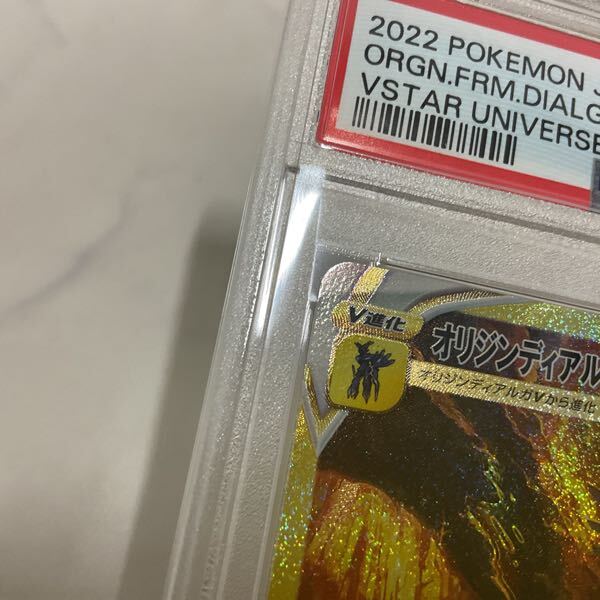 2022 POKEMON J
ORGN.FRM.DIALG
VSTAR UNIVERSE
V進化
オリジンディアル
オリジンディアルガVから進化